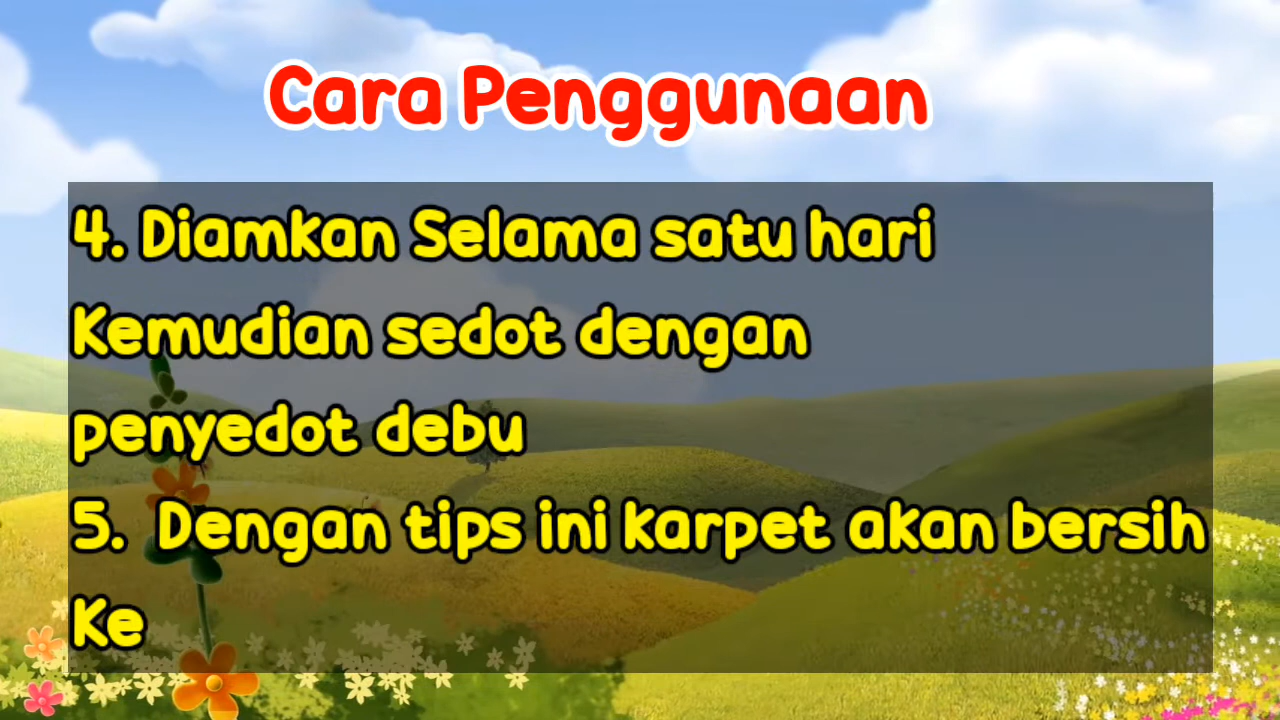 Cara Penggunaan
4. Diamkan Selama satu hari
Kemudian sedot dengan
penyedot debu
5. Dengan tips ini karpet akan bersih
Ke